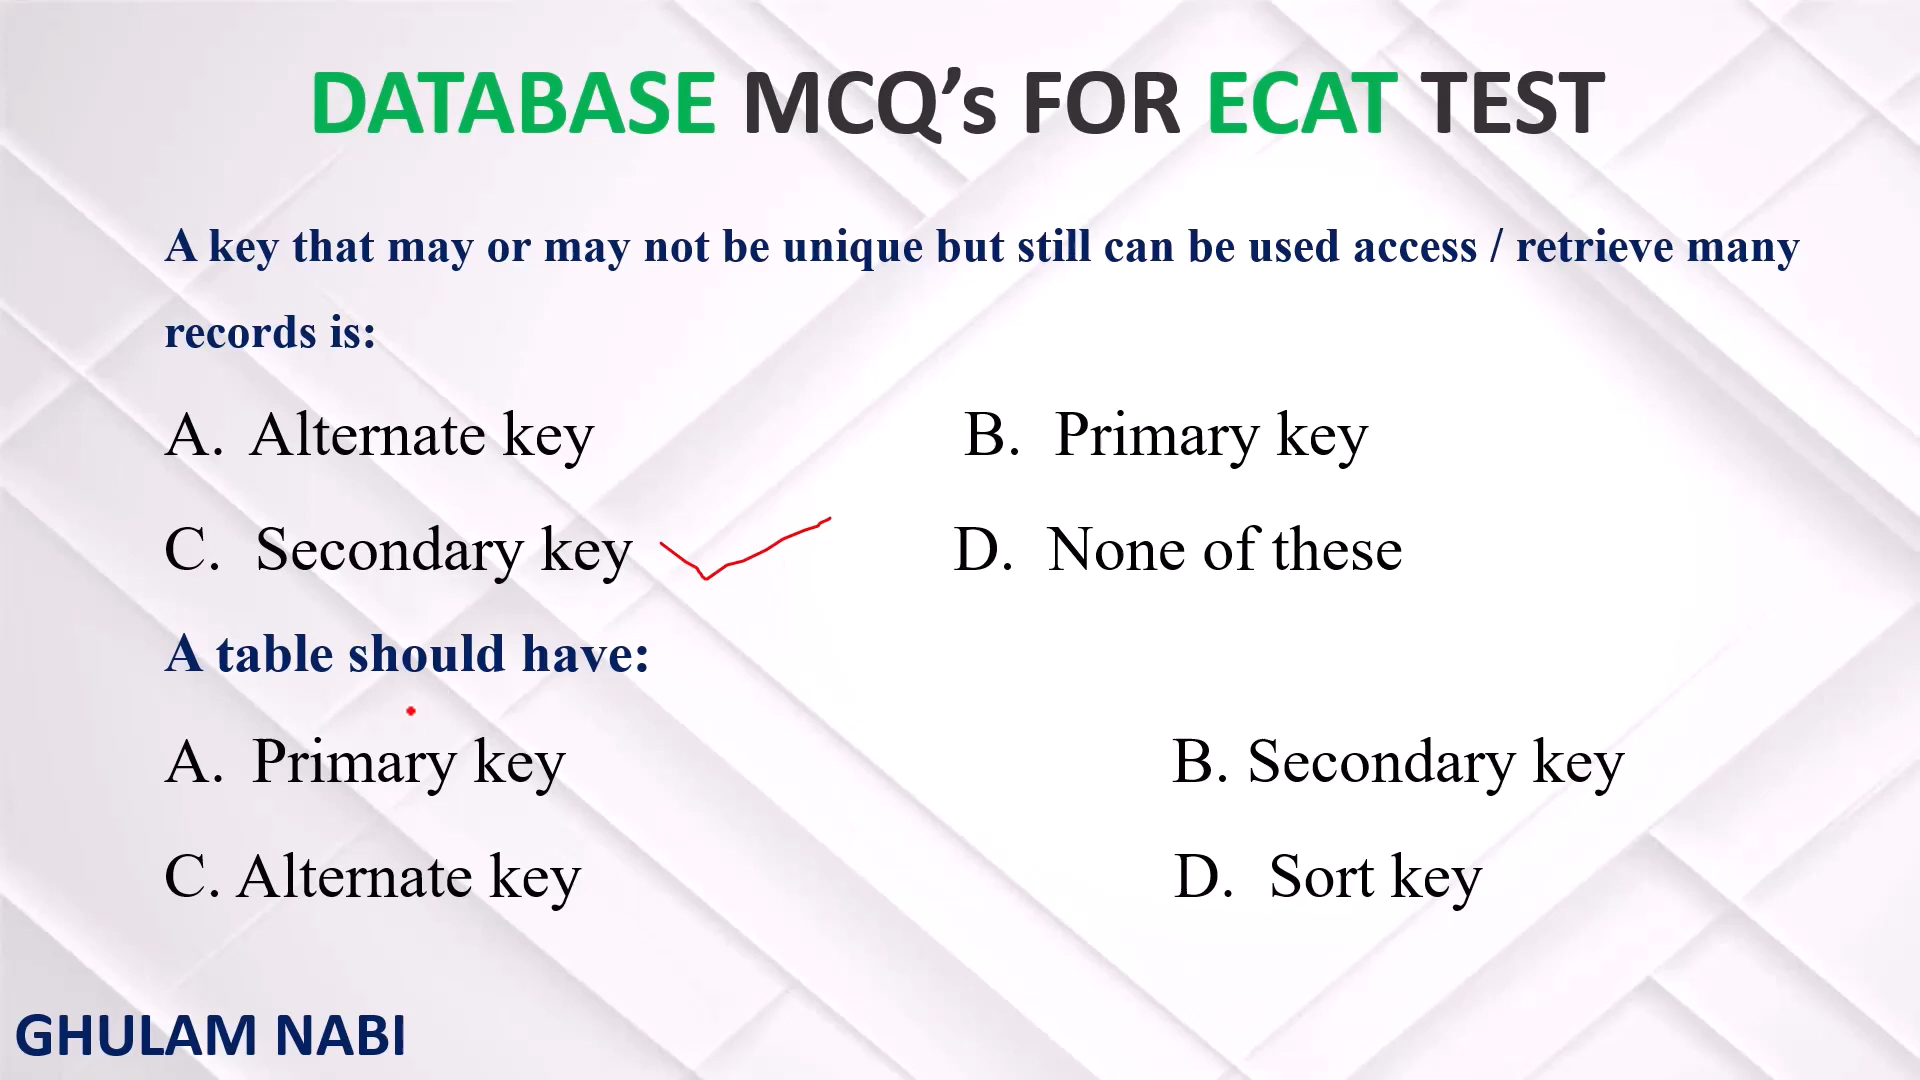 DATABASE MCQ’s FOR ECAT TEST
A key that may or may not be unique but still can be used access / retrieve many
records is:
A. Alternate key B. Primary key
C. Secondary key D. None of these
A table should have:
A. Primary key B. Secondary key
C. Alternate key D. Sort key
GHULAM NABI